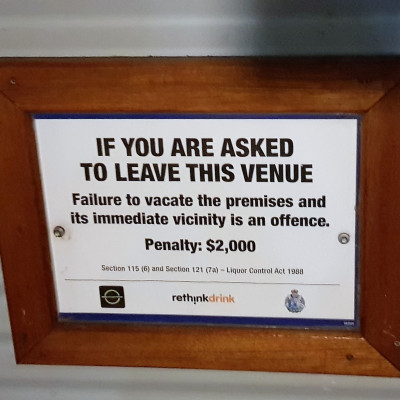 IF YOU ARE ASKED
TO LEAVE THIS VENUE
Failure to vacate the premises and
its immediate vicinity is an offence.
Penalty: $2,000
Section 115 (6) and Section 121 (7a) – Liquor Control Act 1988
rethinkdrink